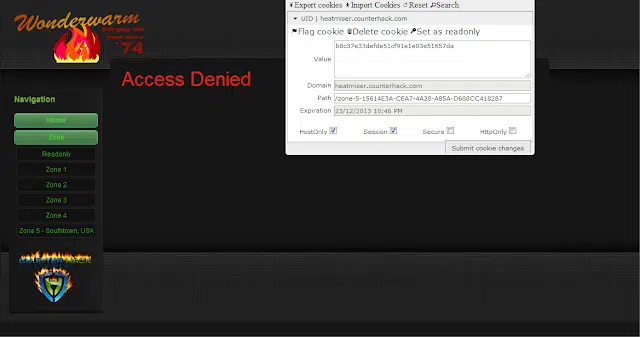 Wonderwarm
74
Access Denied
Navigation
Home
Zone
Readonly
Zone 1
Zone 2
Zone 3
Zone 4
Zone 5 - Southtown, USA
Export cookies Import Cookies Reset Search
UID | heatmiser.counterhack.com
Flag cookie Delete cookie Set as readonly
Value b8c37e33defde51cf91e1e03e51657da
Domain heatmiser.counterhack.com
Path /zone-5-15614E3A-CEA7-4A28-A85A-D688CC418287
Expiration 23/12/2013 10:46 PM
HostOnly Session Secure HttpOnly
Submit cookie changes